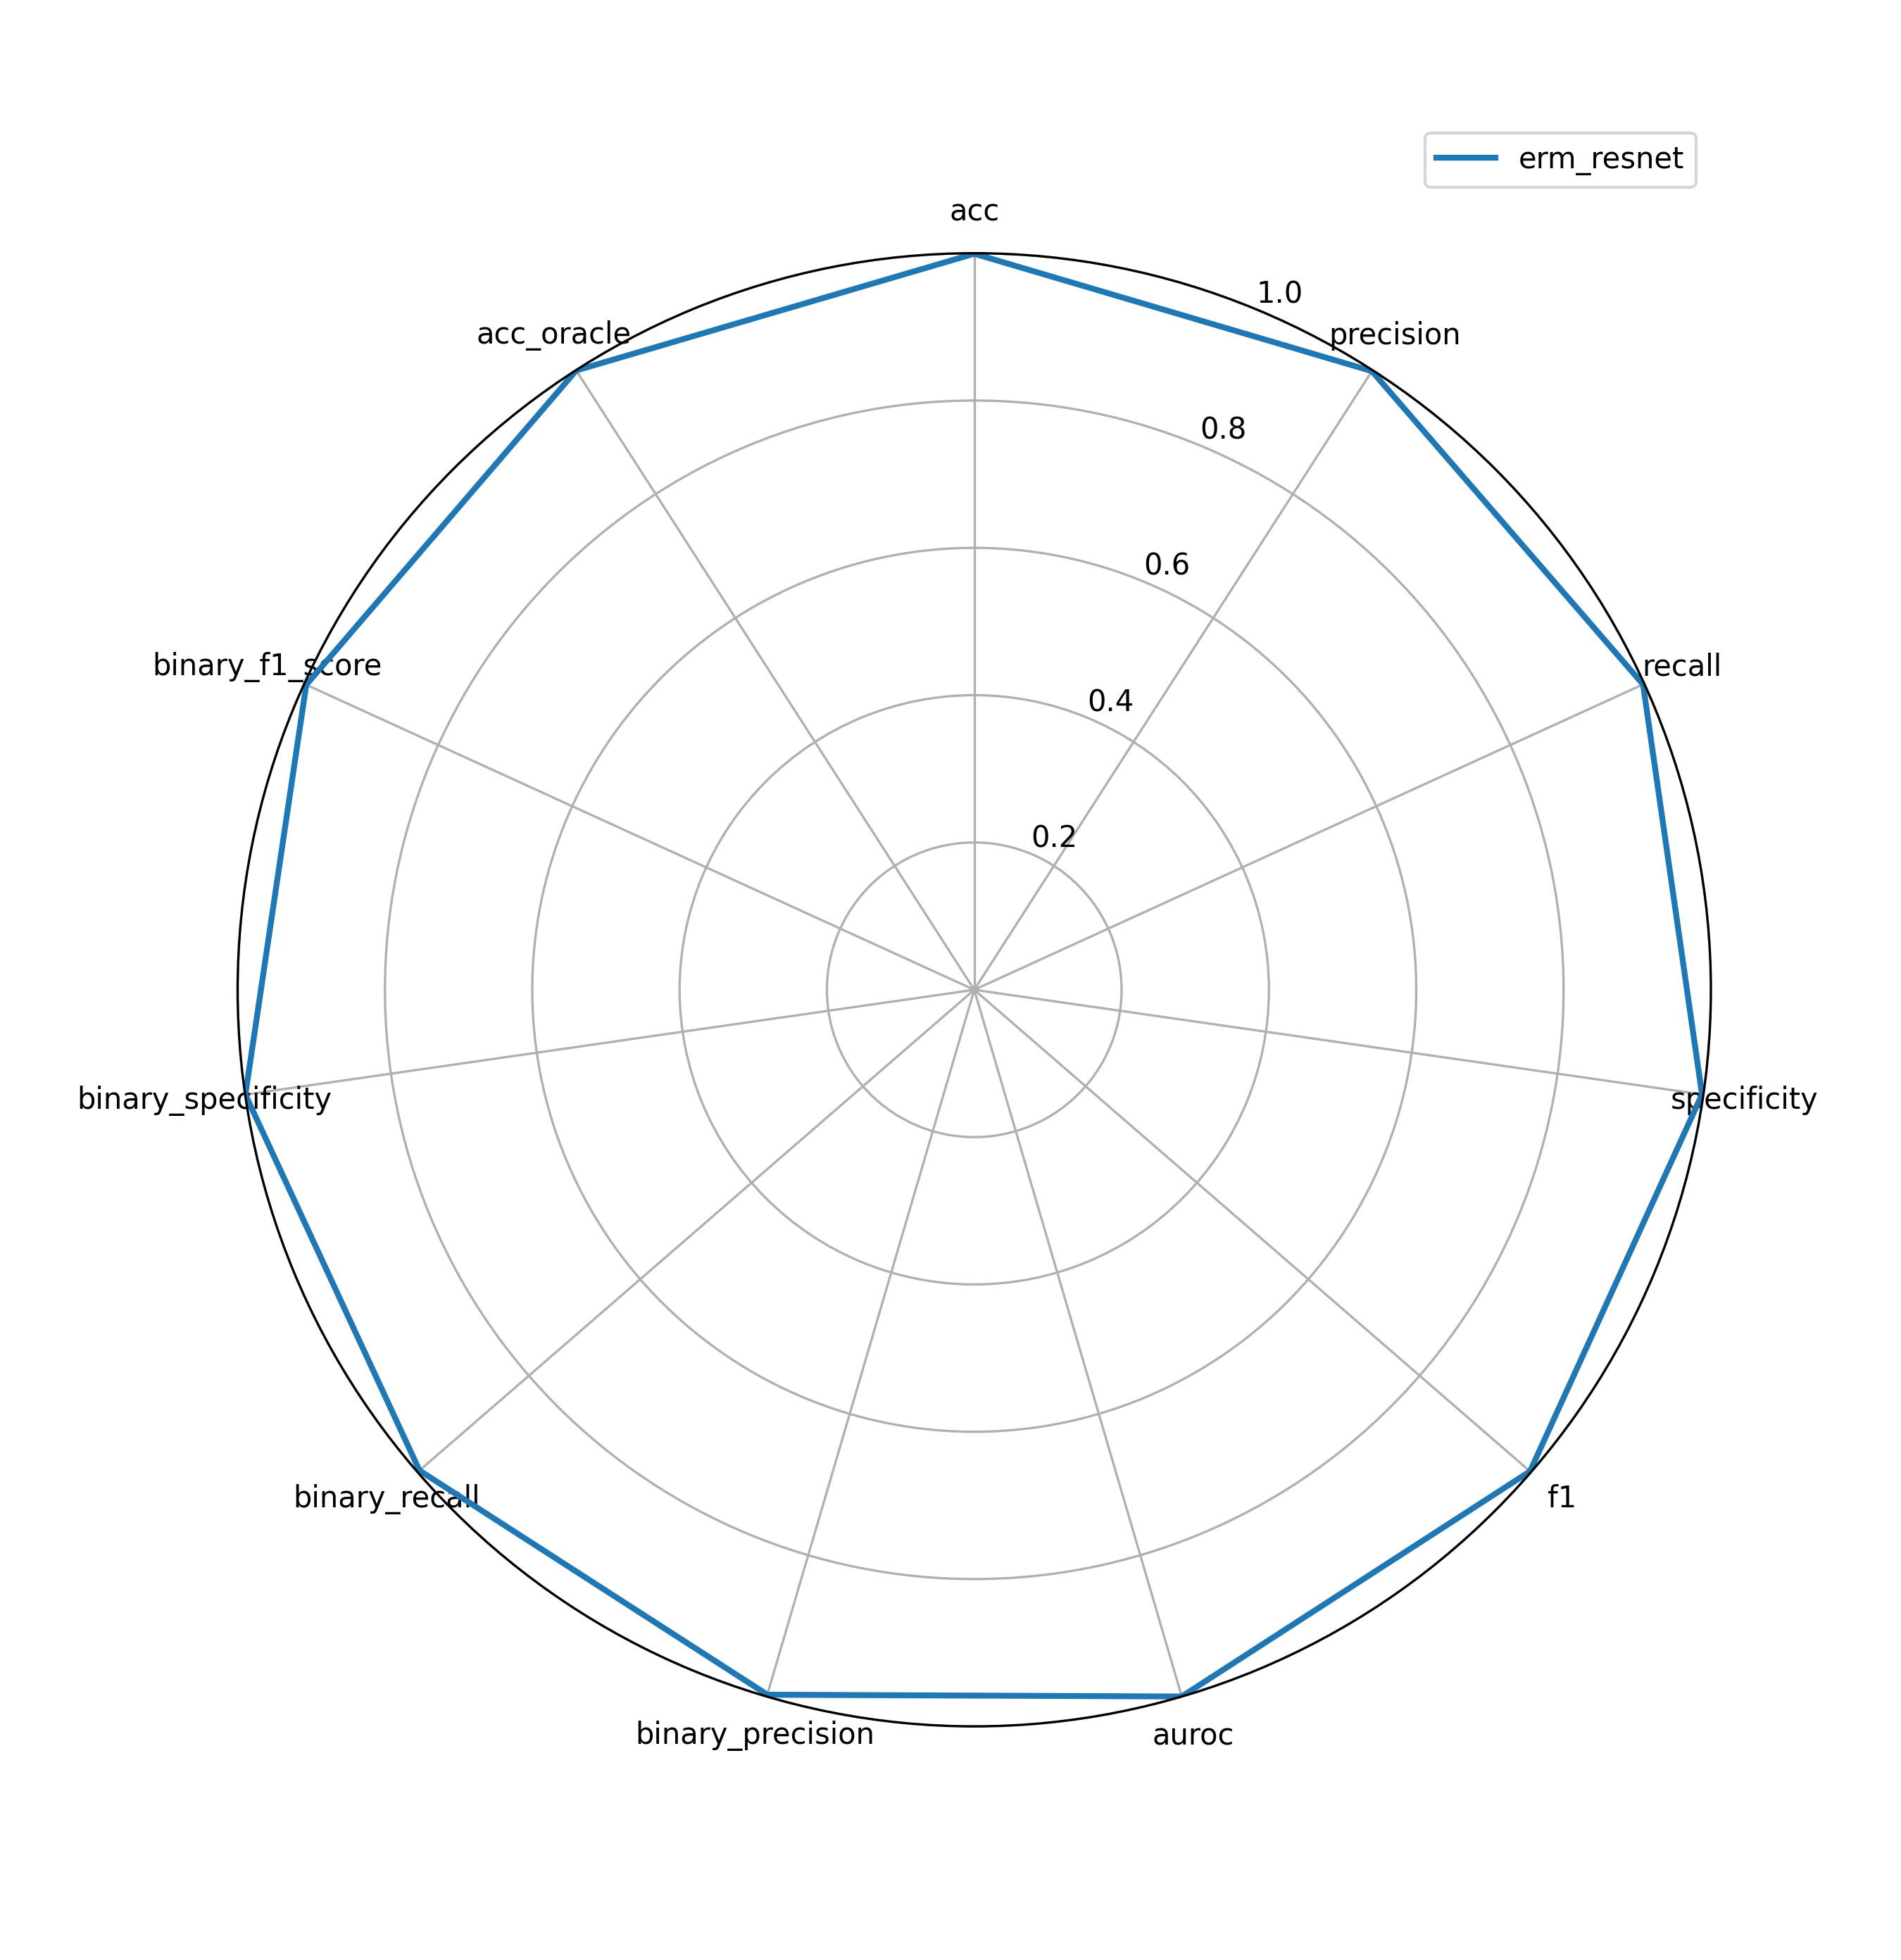 erm_resnet
acc
1.0
acc_oracle
precision
0.8
0.6
binary_f1_score
recall
0.4
0.2
binary_specificity
specificity
binary_recall
f1
binary_precision
auroc